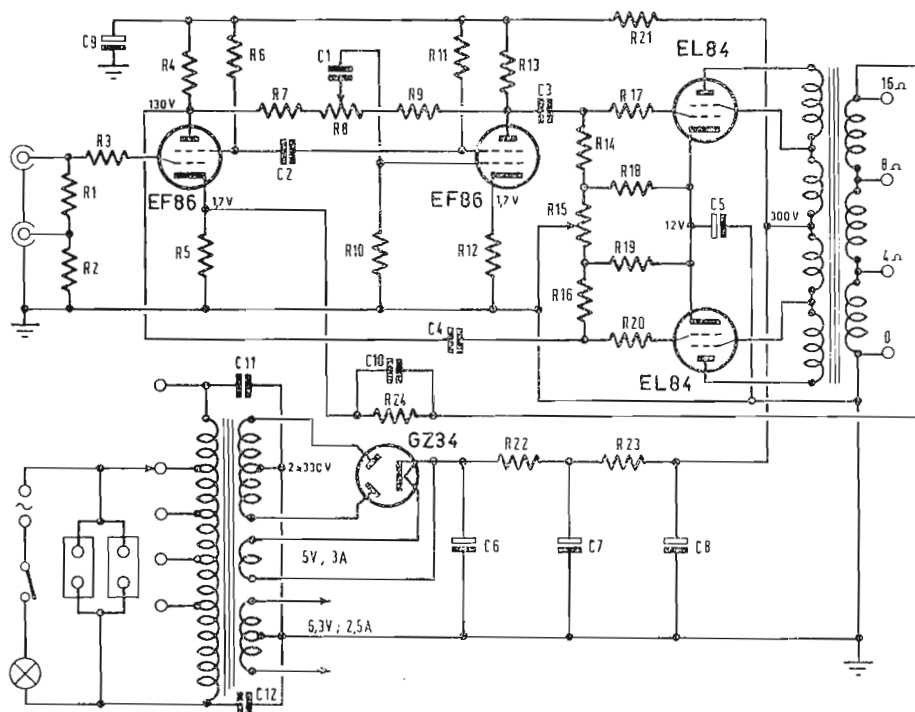 R21
EL84
C9
R4
R6
C1
R11
R13
C3
16Ω
130V
R7
R8
R9
R17
R3
R14
C2
8Ω
EF86
EF86
R18
R1
1,7V
1,7V
C5
R15
12V
300V
R2
R5
R10
R12
R19
4Ω
R16
R20
C4
0
C10
EL84
C11
R24
GZ34
2x330V
R22
R23
C6
C7
C8
5V, 3A
6,3V; 2,5A
C12